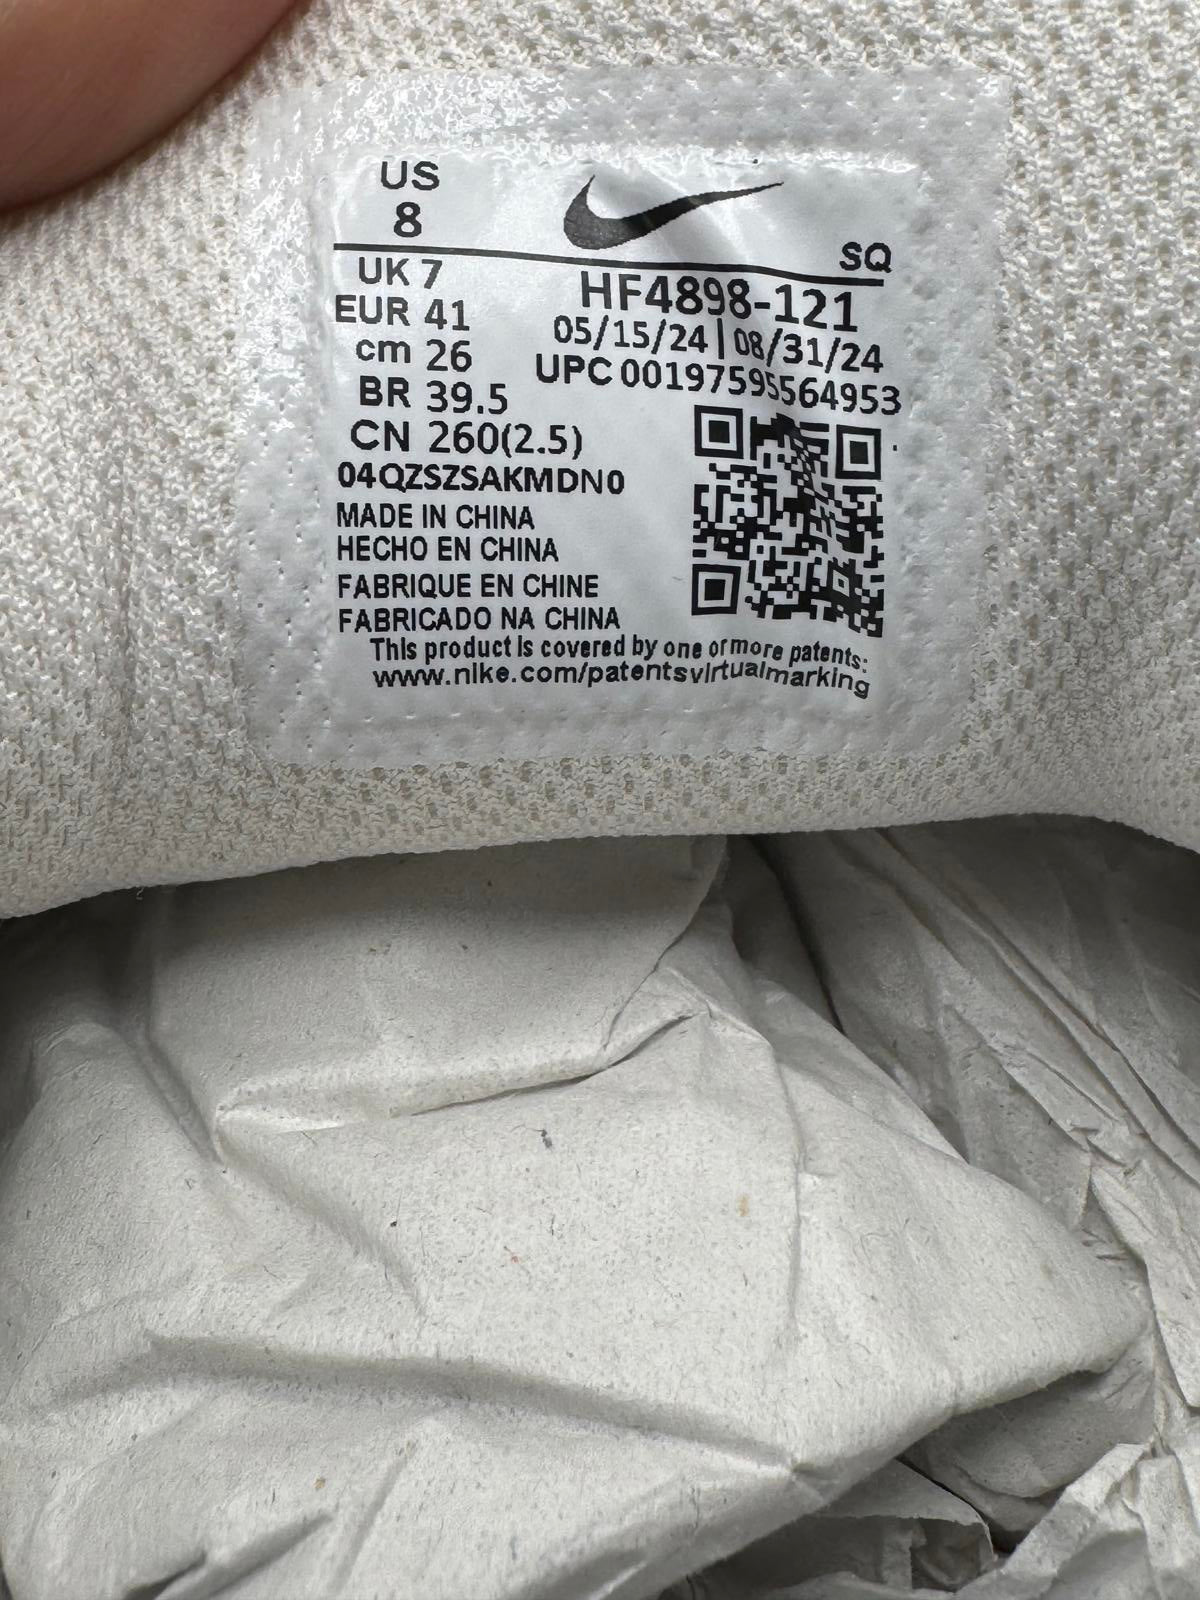 US
8
SQ
UK 7
HF4898-121
EUR 41
05/15/24 | 08/31/24
cm 26
UPC 00197595564953
BR 39.5
CN 260(2.5)
04QZSZSAKMDN0
MADE IN CHINA
HECHO EN CHINA
FABRIQUE EN CHINE
FABRICADO NA CHINA
This product is covered by one or more patents:
www.nike.com/patentsvirtualmarking